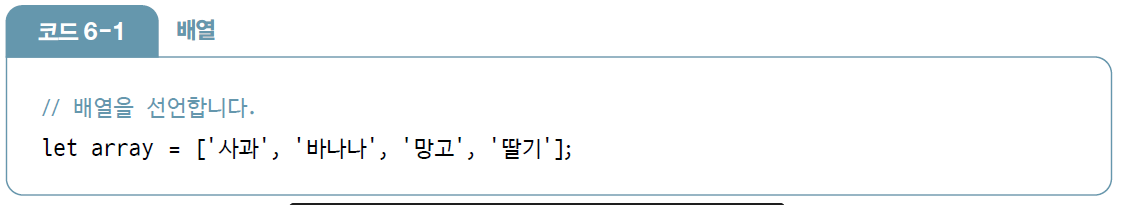 코드 6-1 배열
// 배열을 선언합니다.
let array = ['사과', '바나나', '망고', '딸기'];